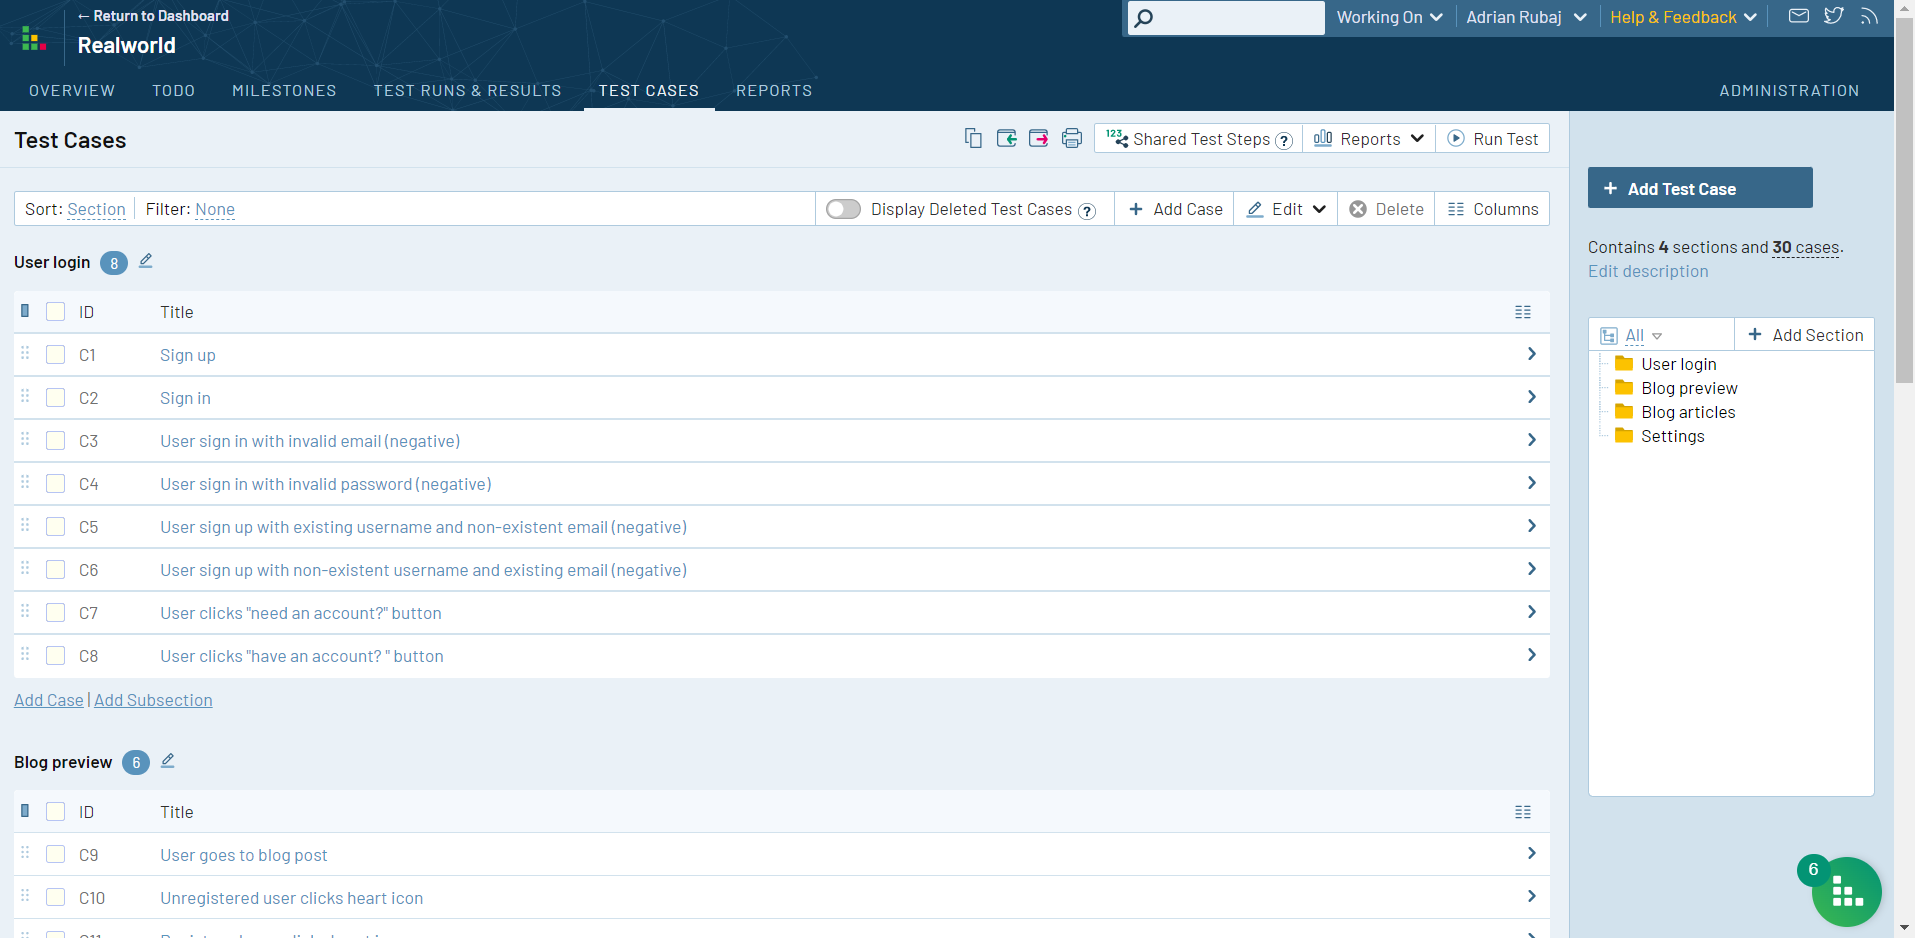 ← Return to Dashboard
Realworld
Working On
Adrian Rubaj
Help & Feedback
OVERVIEW
TODO
MILESTONES
TEST RUNS & RESULTS
TEST CASES
REPORTS
ADMINISTRATION
Test Cases
123 Shared Test Steps ?
Reports
Run Test
Sort: Section
Filter: None
Display Deleted Test Cases ?
+ Add Case
Edit
Delete
Columns
User login 8
ID Title
C1 Sign up
C2 Sign in
C3 User sign in with invalid email (negative)
C4 User sign in with invalid password (negative)
C5 User sign up with existing username and non-existent email (negative)
C6 User sign up with non-existent username and existing email (negative)
C7 User clicks "need an account?" button
C8 User clicks "have an account? " button
Add Case | Add Subsection
Blog preview 6
ID Title
C9 User goes to blog post
C10 Unregistered user clicks heart icon
+ Add Test Case
Contains 4 sections and 30 cases.
Edit description
All
+ Add Section
User login
Blog preview
Blog articles
Settings
6